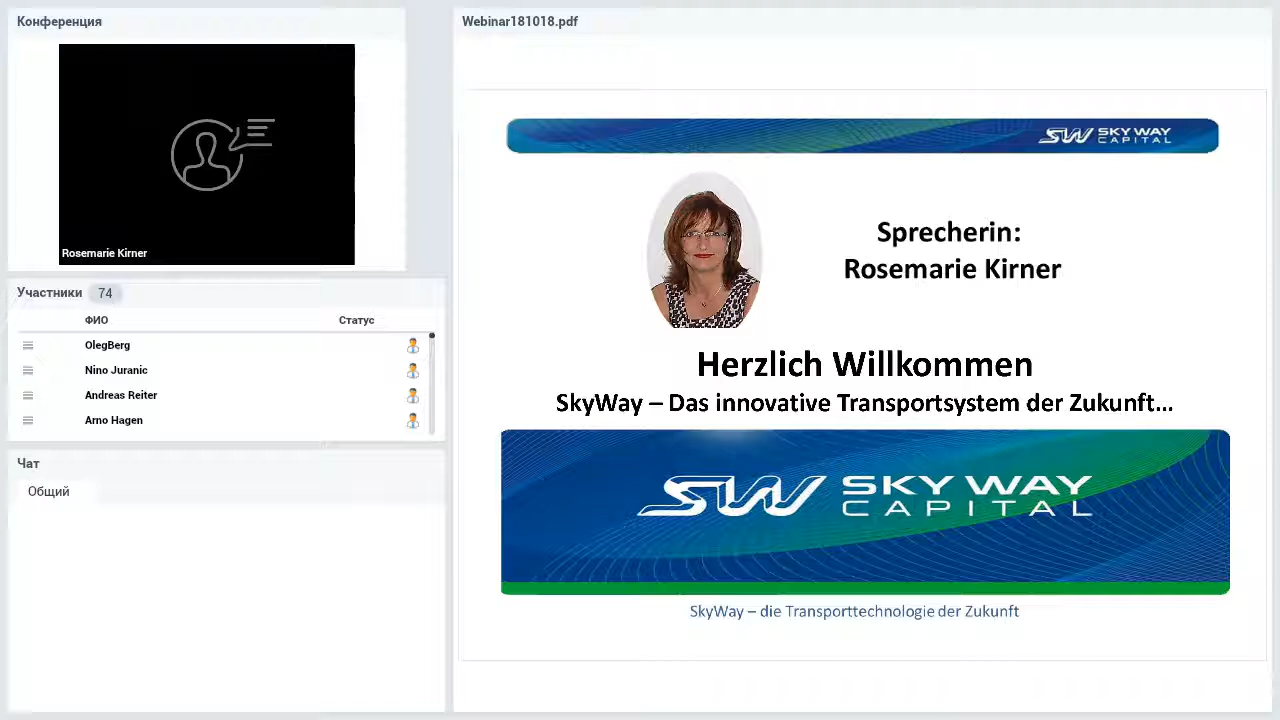 Конференция
Rosemarie Kirner
Участники 74
ФИО Статус
OlegBerg
Nino Juranic
Andreas Reiter
Arno Hagen
Чат
Общий
Webinar181018.pdf
SW SKY WAY
CAPITAL
Sprecherin:
Rosemarie Kirner
Herzlich Willkommen
SkyWay – Das innovative Transportsystem der Zukunft...
SW SKY WAY
CAPITAL
SkyWay – die Transporttechnologie der Zukunft